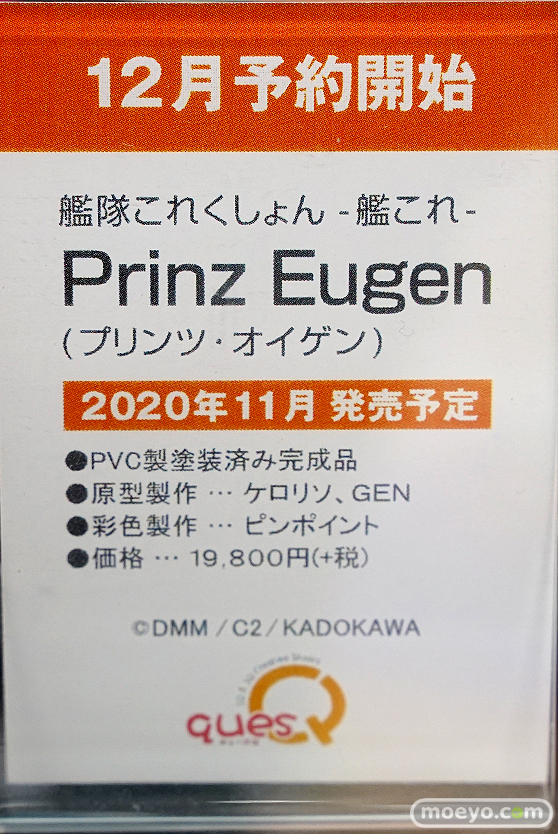 12月予約開始
艦隊これくしょん -艦これ-
Prinz Eugen
(プリンツ・オイゲン)
2020年11月 発売予定
●PVC製塗装済み完成品
●原型製作 … ケロリソ、GEN
●彩色製作 … ピンポイント
●価格 … 19,800円(+税)
©DMM / C2 / KADOKAWA
quesQ
moeyo.com